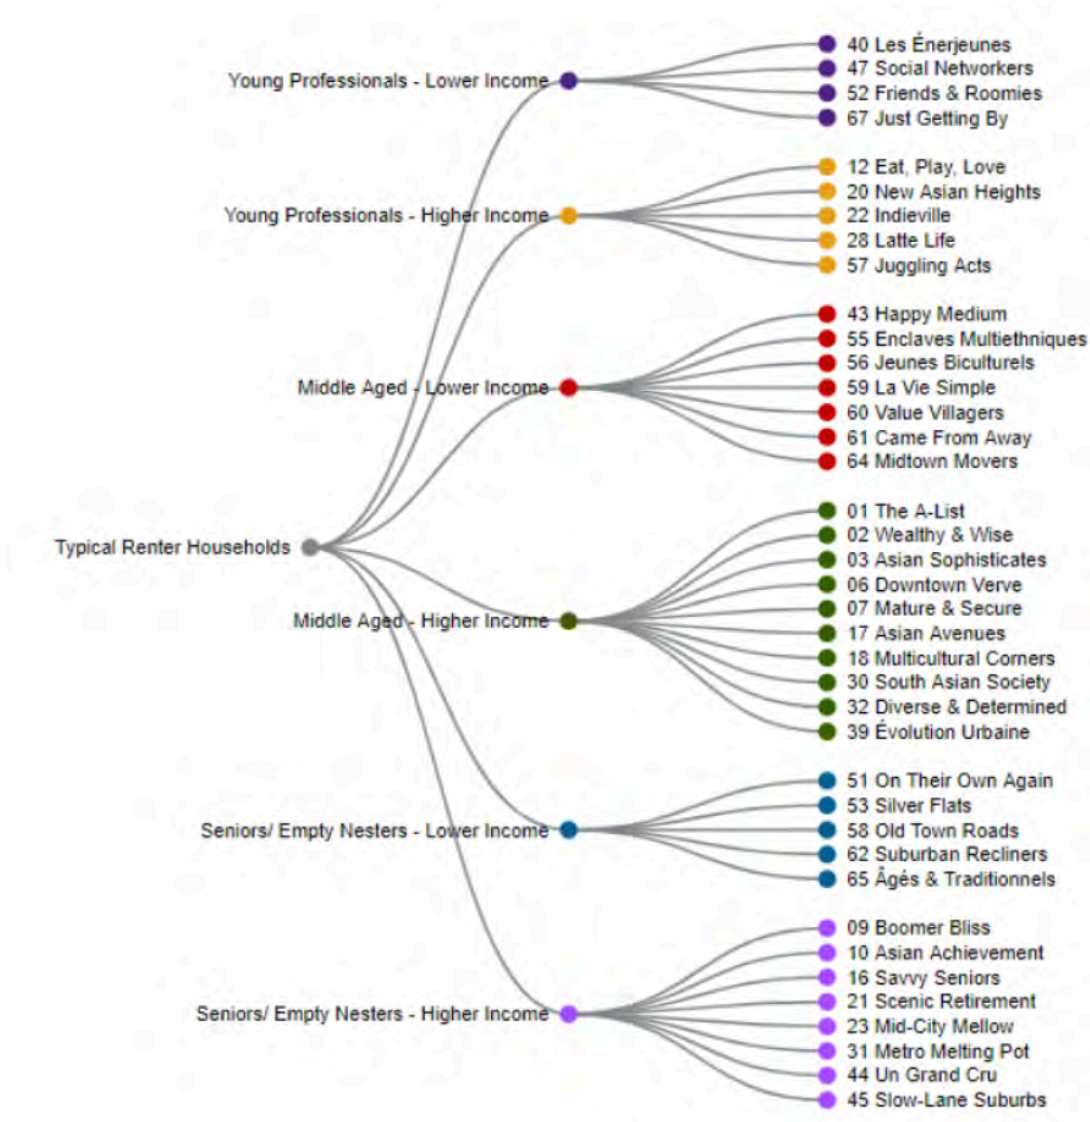 Typical Renter Households
Young Professionals - Lower Income
40 Les Énerjeunes
47 Social Networkers
52 Friends & Roomies
67 Just Getting By
Young Professionals - Higher Income
12 Eat, Play, Love
20 New Asian Heights
22 Indieville
28 Latte Life
57 Juggling Acts
Middle Aged - Lower Income
43 Happy Medium
55 Enclaves Multiethniques
56 Jeunes Biculturels
59 La Vie Simple
60 Value Villagers
61 Came From Away
64 Midtown Movers
Middle Aged - Higher Income
01 The A-List
02 Wealthy & Wise
03 Asian Sophisticates
06 Downtown Verve
07 Mature & Secure
17 Asian Avenues
18 Multicultural Corners
30 South Asian Society
32 Diverse & Determined
39 Évolution Urbaine
Seniors/ Empty Nesters - Lower Income
51 On Their Own Again
53 Silver Flats
58 Old Town Roads
62 Suburban Recliners
65 Âgés & Traditionnels
Seniors/ Empty Nesters - Higher Income
09 Boomer Bliss
10 Asian Achievement
16 Savvy Seniors
21 Scenic Retirement
23 Mid-City Mellow
31 Metro Melting Pot
44 Un Grand Cru
45 Slow-Lane Suburbs